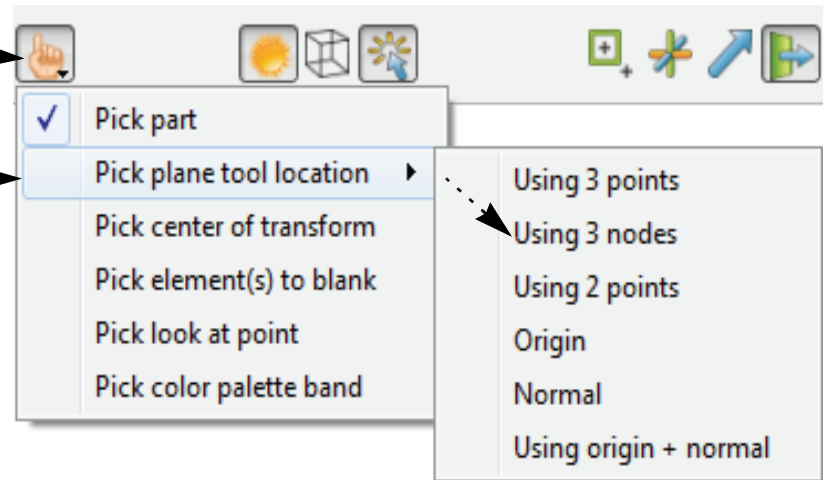 Pick part
Pick plane tool location
Pick center of transform
Pick element(s) to blank
Pick look at point
Pick color palette band
Using 3 points
Using 3 nodes
Using 2 points
Origin
Normal
Using origin + normal